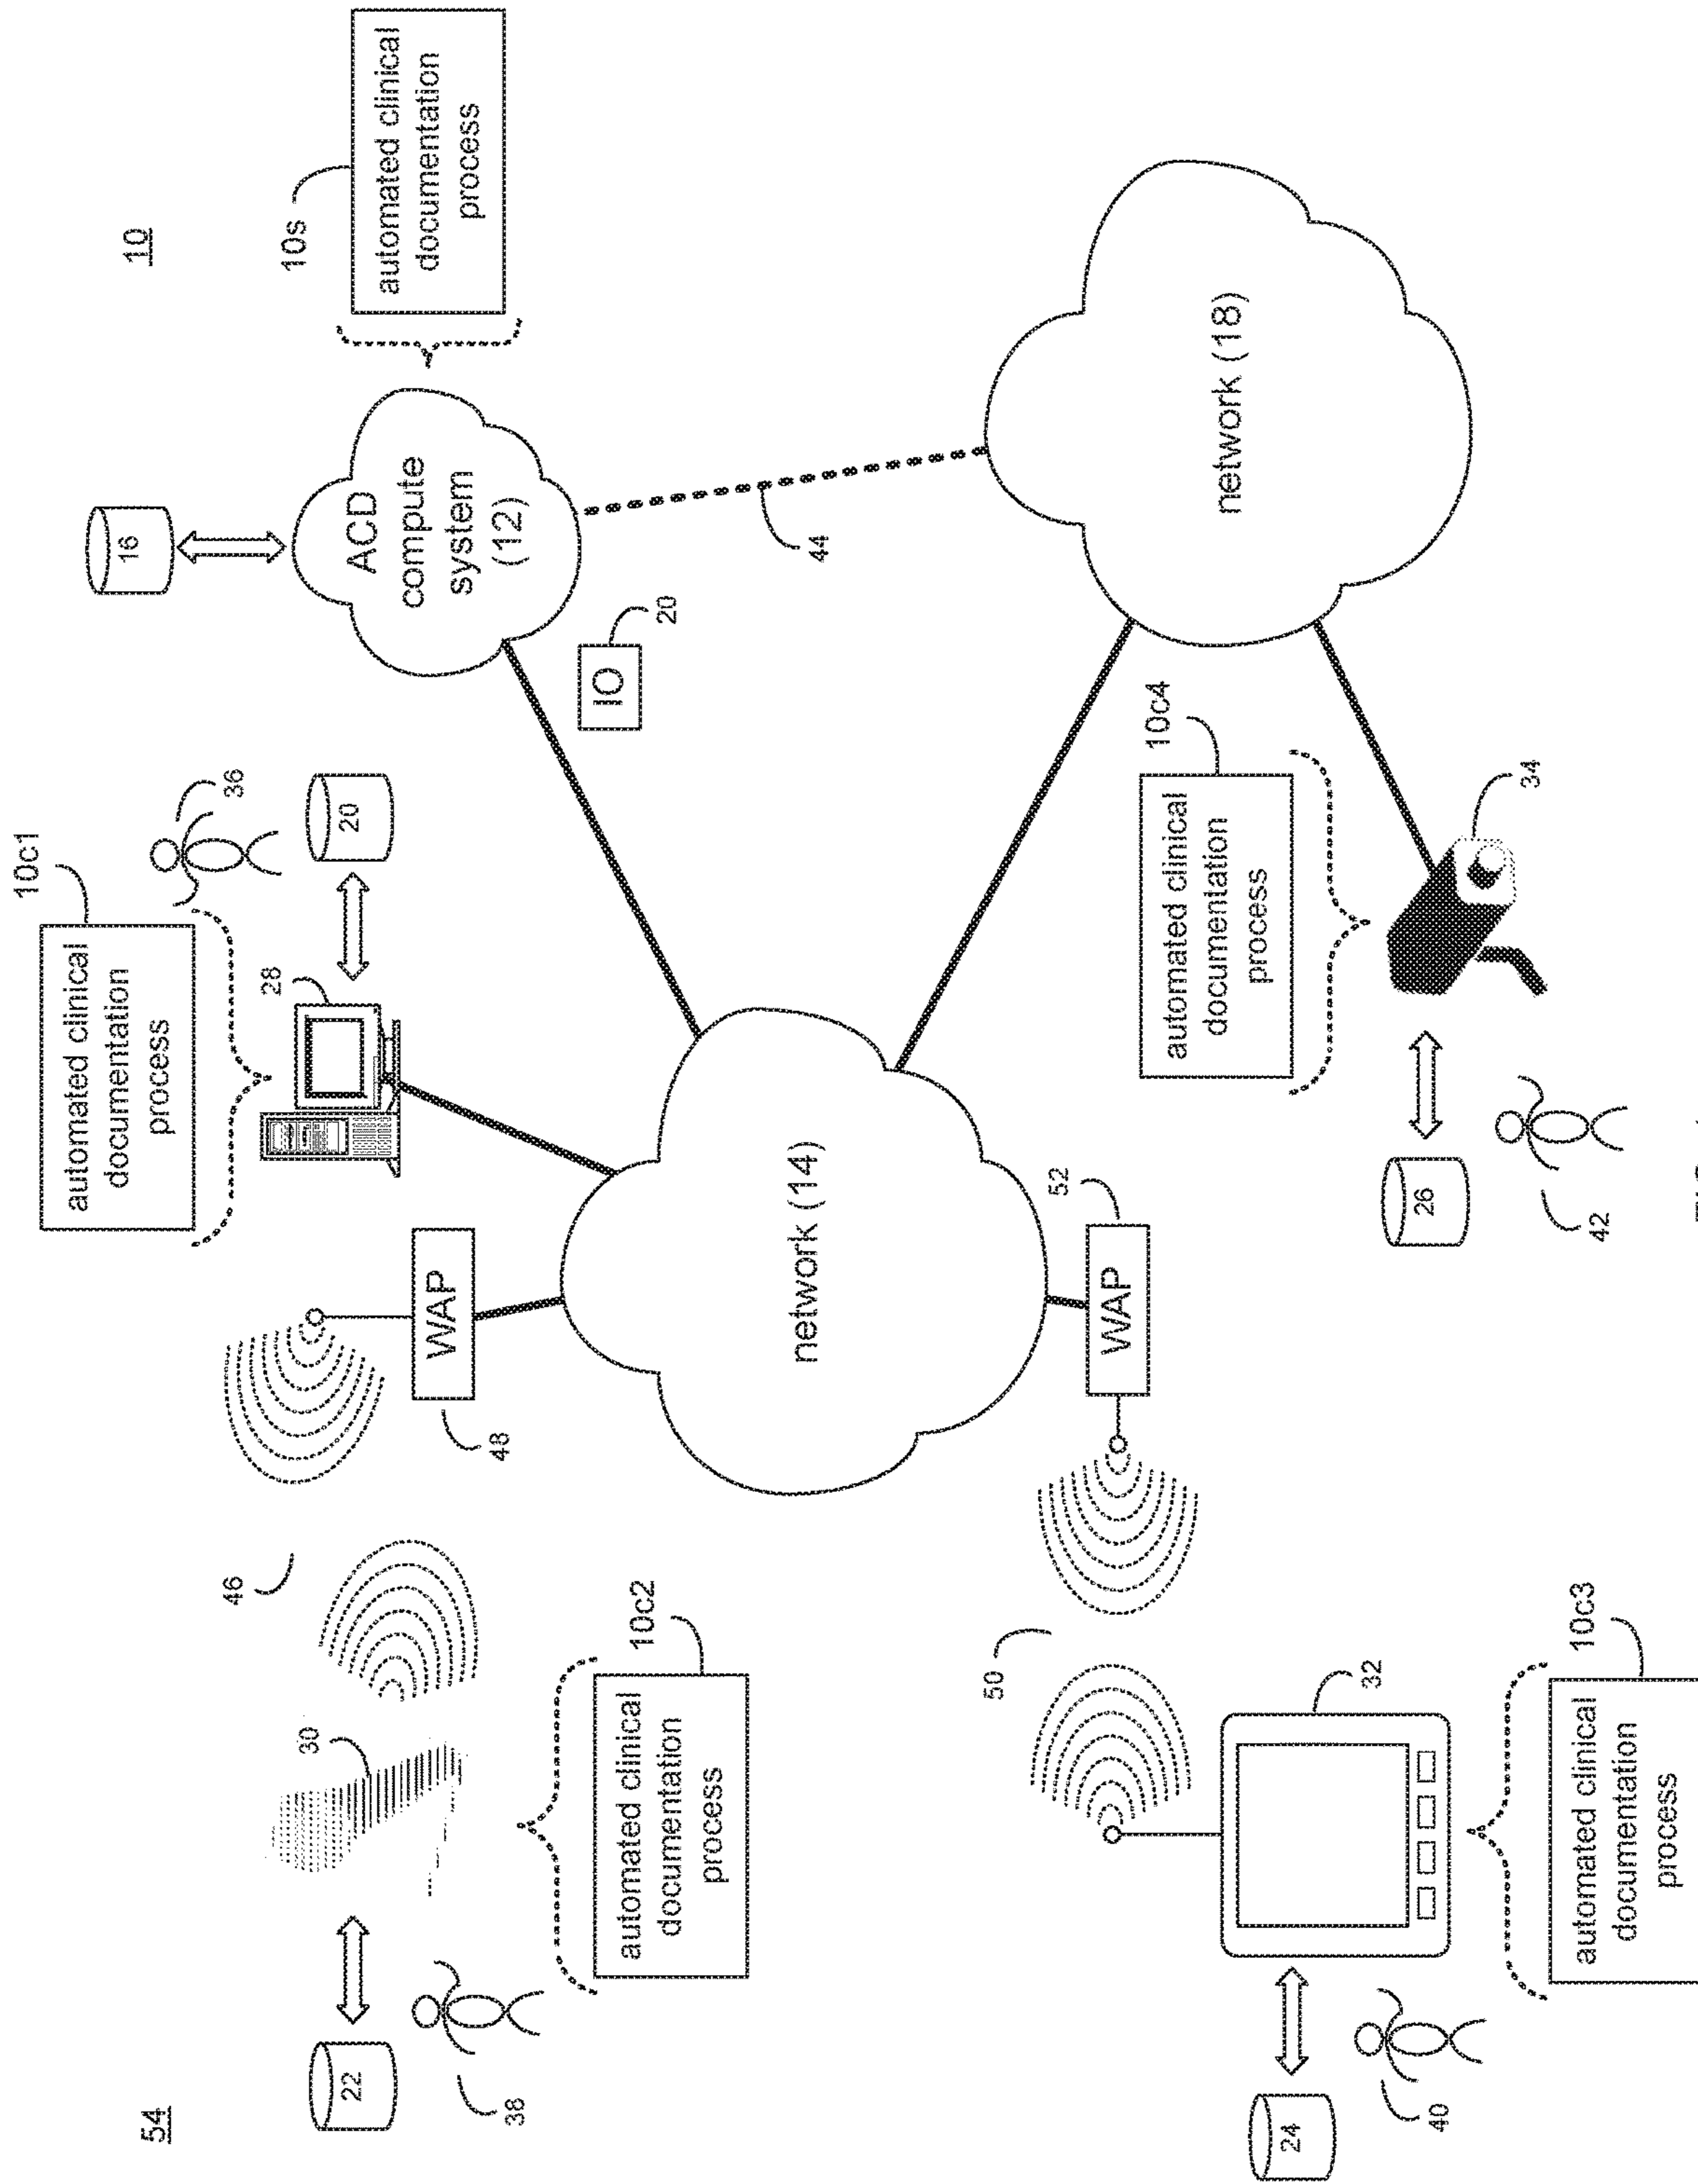 54
10
10c1
automated clinical
documentation
process
36
20
28
16
ACD
compute
system
(12)
10s
automated clinical
documentation
process
IO
20
44
46
WAP
48
22
38
30
10c2
automated clinical
documentation
process
network (14)
network (18)
50
WAP
52
24
40
32
10c3
automated clinical
documentation
process
10c4
automated clinical
documentation
process
34
26
42